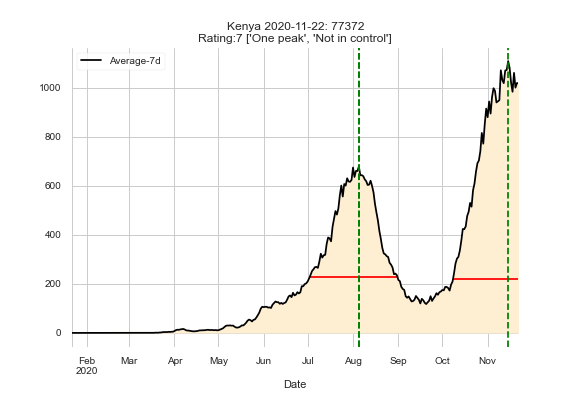 Kenya 2020-11-22: 77372
Rating:7 ['One peak', 'Not in control']
Average-7d
1000
800
600
400
200
0
Feb Mar Apr May Jun Jul Aug Sep Oct Nov
2020
Date